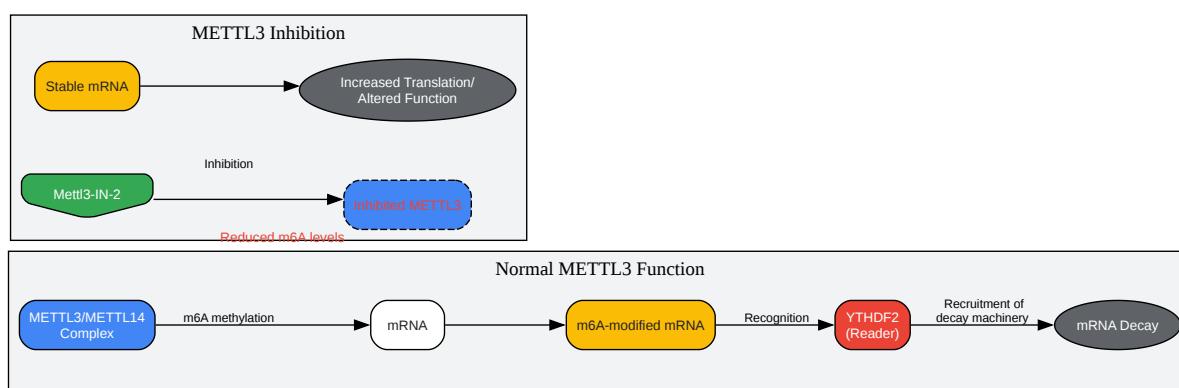 METTL3 Inhibition
Stable mRNA
Increased Translation/
Altered Function
Inhibition
Mettl3-IN-2
Inhibited METTL3
Reduced m6A levels
Normal METTL3 Function
METTL3/METTL14
Complex
m6A methylation
mRNA
m6A-modified mRNA
Recognition
YTHDF2
(Reader)
Recruitment of
decay machinery
mRNA Decay